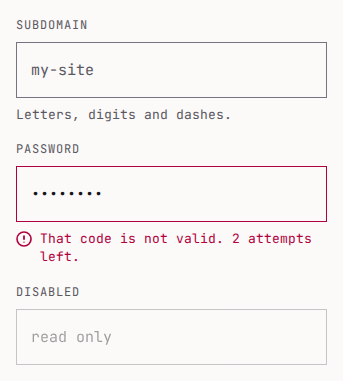 SUBDOMAIN
my-site
Letters, digits and dashes.
PASSWORD
••••••••
That code is not valid. 2 attempts
left.
DISABLED
read only